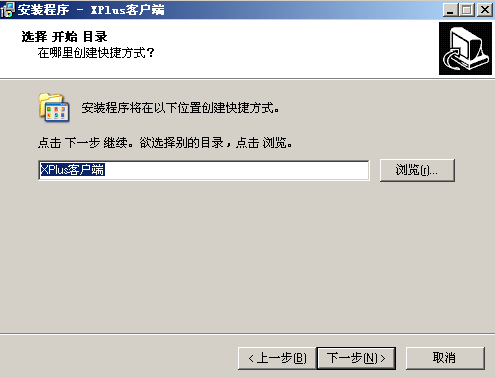 安装程序 - XPlus客户端
选择 开始 目录
在哪里创建快捷方式？
安装程序将在以下位置创建快捷方式。
点击 下一步 继续。欲选择别的目录，点击 浏览。
XPlus客户端
浏览(r)...
<上一步(B)
下一步(N)>
取消